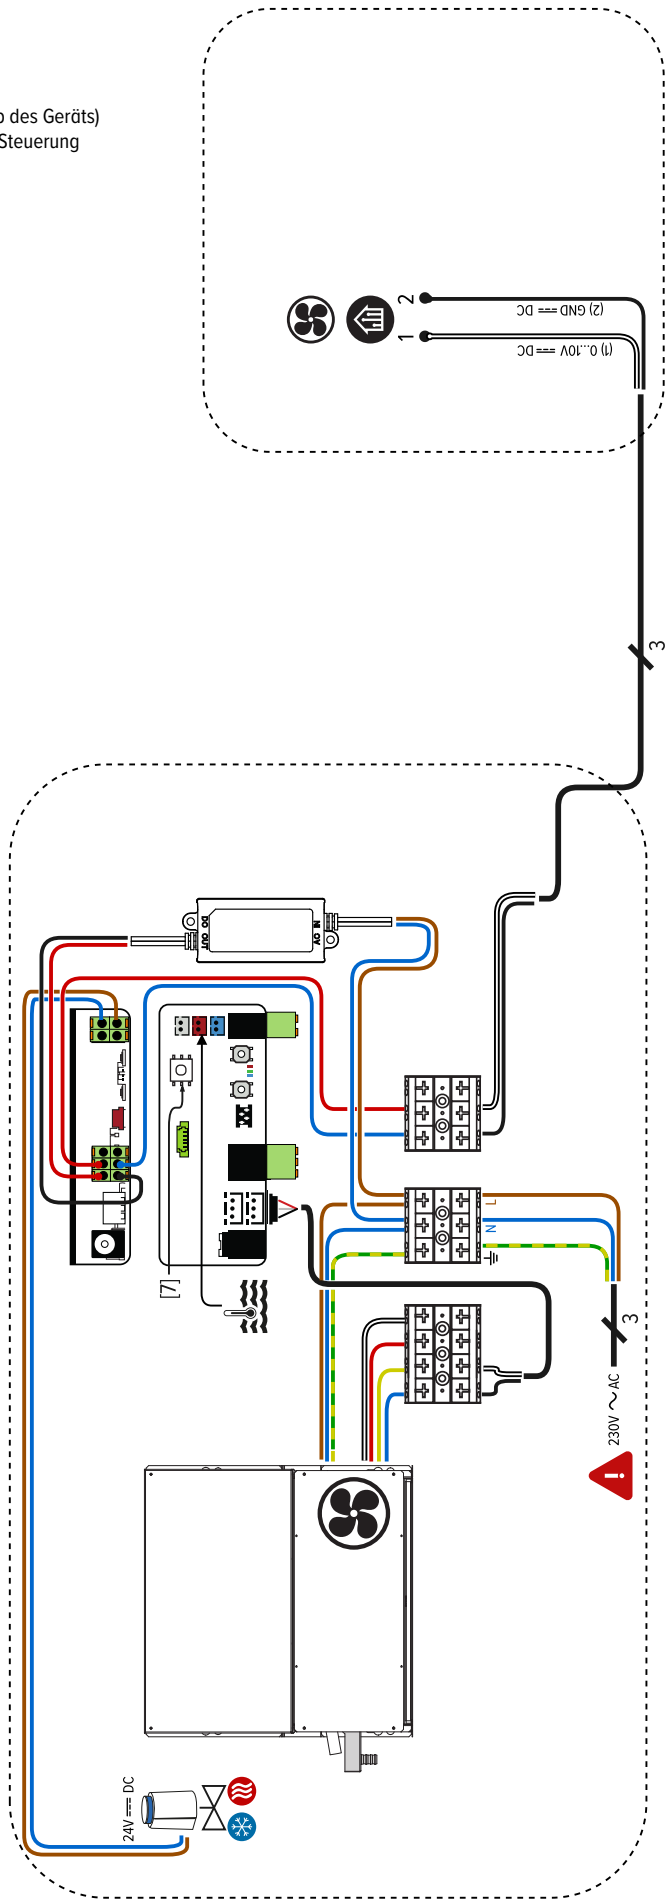 b des Geräts)
Steuerung
2
1
(2) GND DC
(1) 0...10V DC
3
DC OUT
IN OV
[7]
L
N
3
230V ~ AC
24V DC